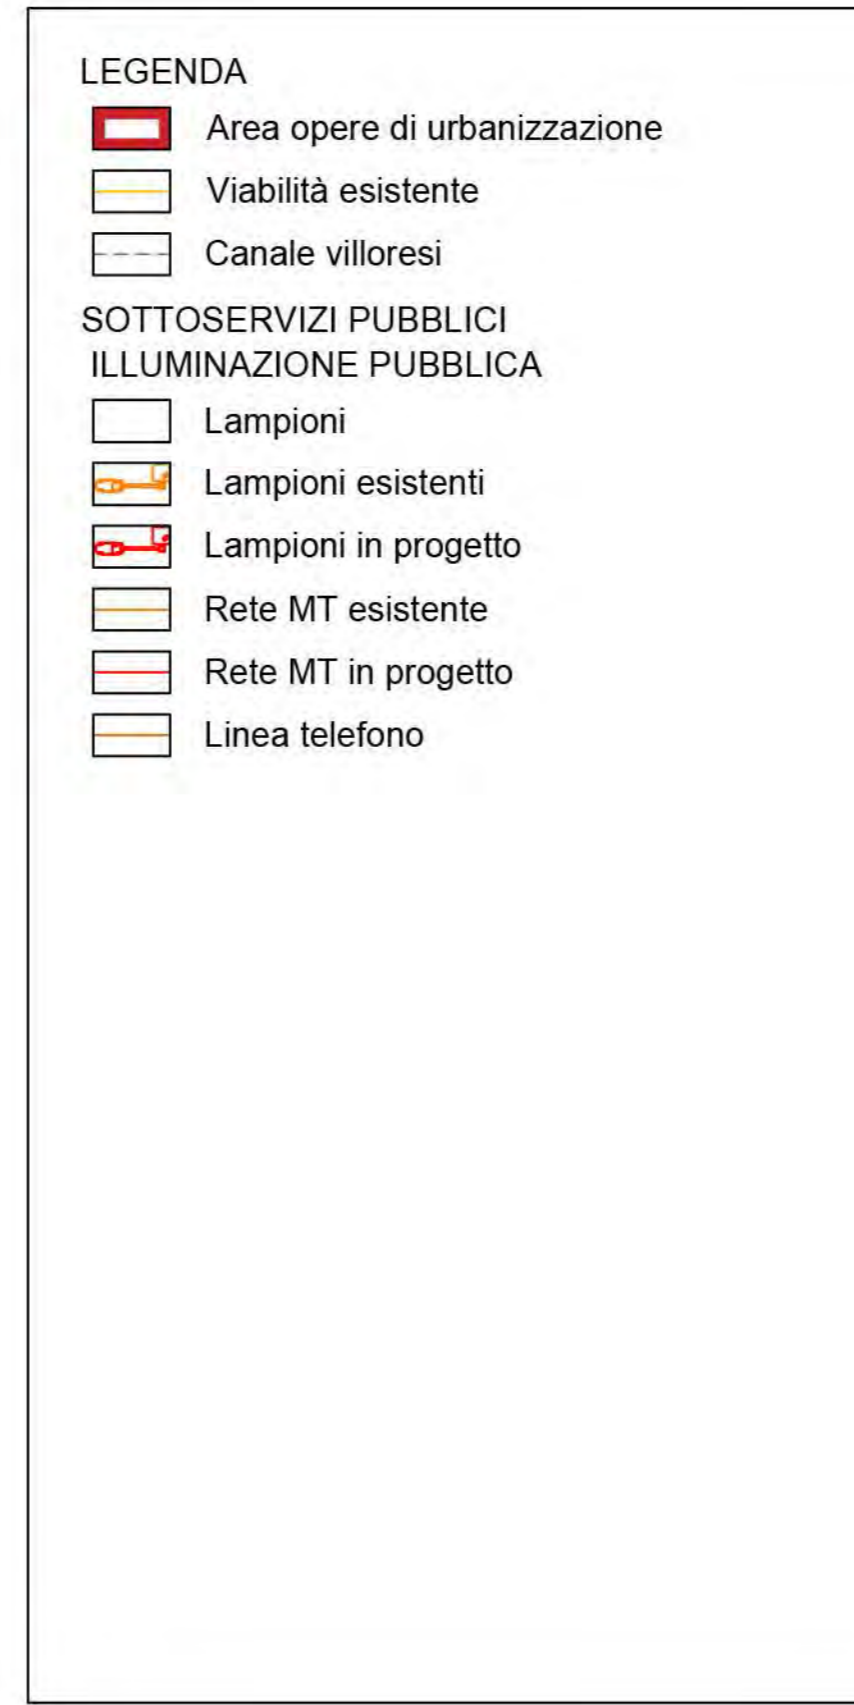 LEGENDA
Area opere di urbanizzazione
Viabilità esistente
Canale villoresi
SOTTOSERVIZI PUBBLICI
ILLUMINAZIONE PUBBLICA
Lampioni
Lampioni esistenti
Lampioni in progetto
Rete MT esistente
Rete MT in progetto
Linea telefono